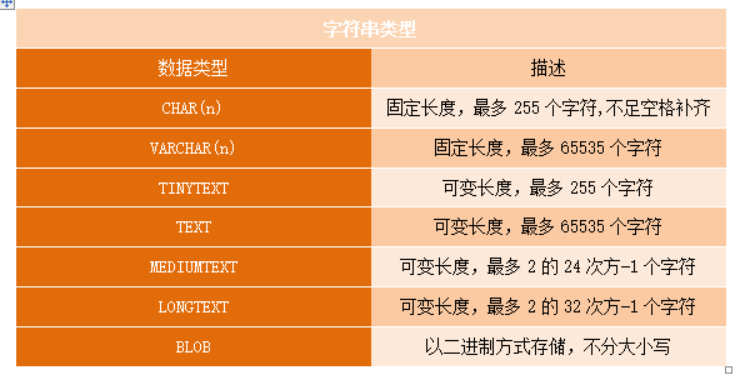 字符串类型
数据类型 描述
CHAR(n) 固定长度，最多 255 个字符,不足空格补齐
VARCHAR(n) 固定长度，最多 65535 个字符
TINYTEXT 可变长度，最多 255 个字符
TEXT 可变长度，最多 65535 个字符
MEDIUMTEXT 可变长度，最多 2 的 24 次方-1 个字符
LONGTEXT 可变长度，最多 2 的 32 次方-1 个字符
BLOB 以二进制方式存储，不分大小写